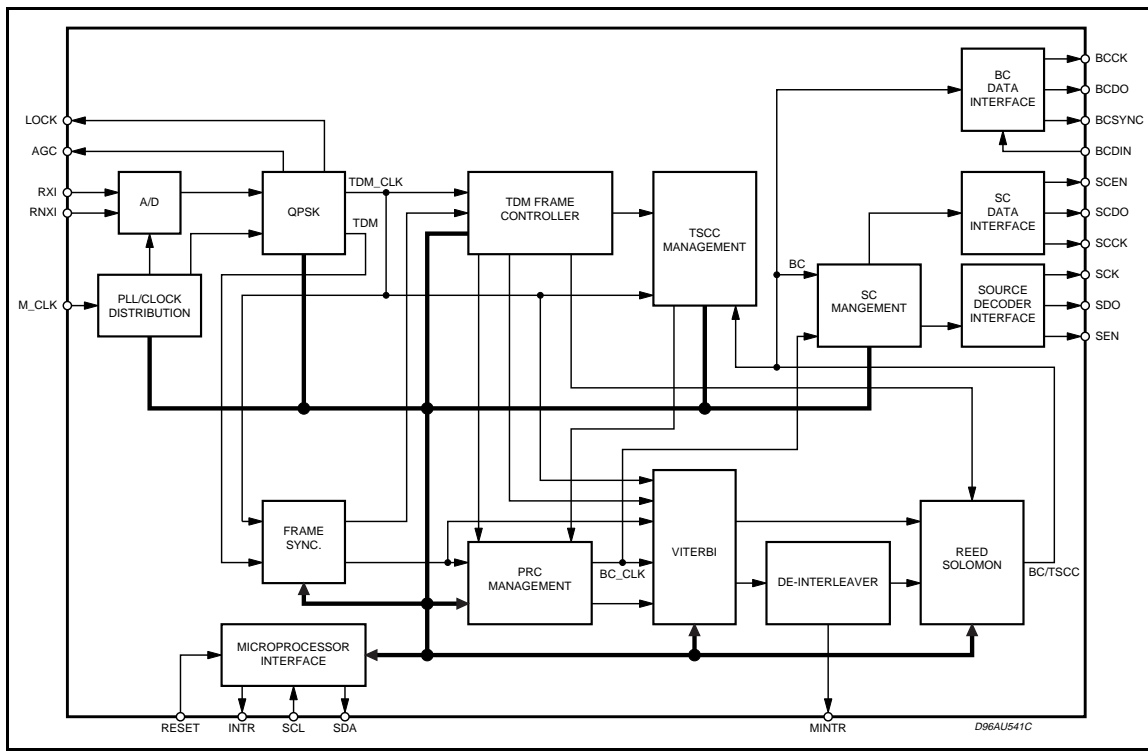 BCCK
BC
DATA
INTERFACE
BCDO
BCSYNC
LOCK
AGC
BCDIN
RXI
RNXI
A/D
QPSK
TDM_CLK
TDM
TDM FRAME
CONTROLLER
TSCC
MANAGEMENT
SC
DATA
INTERFACE
SCEN
SCDO
SCCK
M_CLK
PLL/CLOCK
DISTRIBUTION
BC
SC
MANGEMENT
SOURCE
DECODER
INTERFACE
SCK
SDO
SEN
FRAME
SYNC.
PRC
MANAGEMENT
BC_CLK
VITERBI
DE-INTERLEAVER
REED
SOLOMON
BC/TSCC
MICROPROCESSOR
INTERFACE
RESET
INTR
SCL
SDA
MINTR
D96AU541C